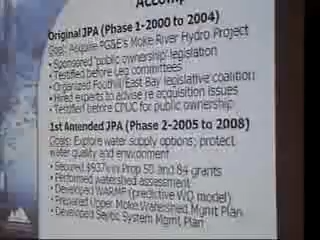 Accomp
Original JPA (Phase 1-2000 to 2004)
Goal: Acquire PG&E's Moke River Hydro Project
• Sponsored 'public ownership' legislation
• Testified before Leg committees
• Organized Foothill/East Bay legislative coalition
• Hired experts to advise re acquisition issues
• Testified before CPUC for public ownership
1st Amended JPA (Phase 2-2005 to 2008)
Goals: Explore water supply options; protect
water quality and environment
• Secured $937k in Prop 50 and 84 grants
• Performed watershed assessment
• Developed WARMF (predictive WQ model)
• Prepared Upper Moke Watershed Mgmt Plan
• Developed Septic System Mgmt Plan